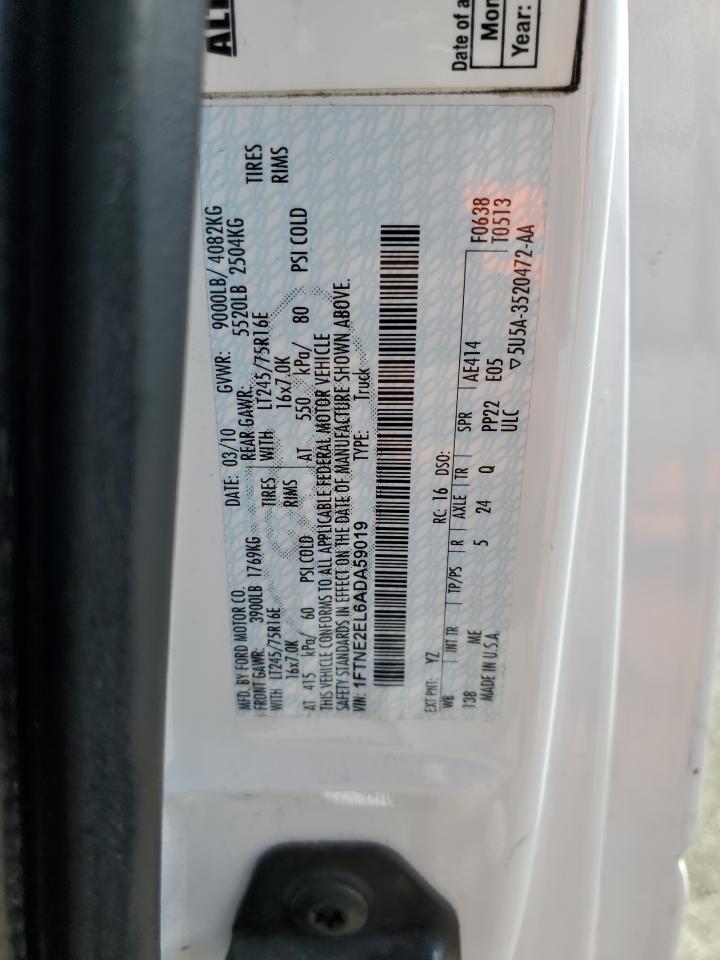 ALT
Date of a
Mon
Year:
MFD. BY FORD MOTOR CO. DATE: 03/10 GVWR: 9000LB/ 4082KG
FRONT GAWR: 3900LB 1769KG REAR GAWR: 5520LB 2504KG
WITH LT245/75R16E TIRES WITH LT245/75R16E TIRES
16x7.0K RIMS 16x7.0K RIMS
AT 415 kPa/ 60 PSI COLD AT 550 kPa/ 80 PSI COLD
THIS VEHICLE CONFORMS TO ALL APPLICABLE FEDERAL MOTOR VEHICLE
SAFETY STANDARDS IN EFFECT ON THE DATE OF MANUFACTURE SHOWN ABOVE.
VIN: 1FTNE2EL6ADA59019 TYPE: Truck
EXT PNT: YZ RC: 16 DSO: F0638
WB INT TR TP/PS R AXLE TR SPR AE414 T0513
138 ME 5 24 Q PP22 E05
MADE IN U.S.A. ULC ▽5U5A-3520472-AA